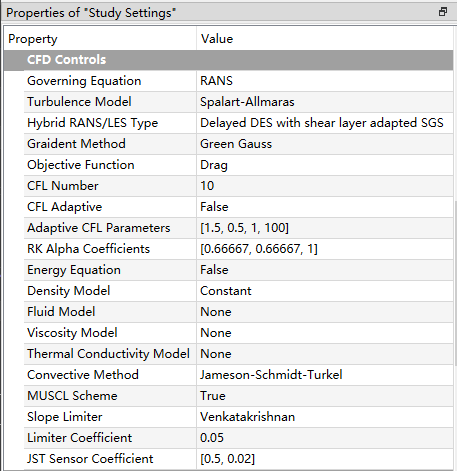 Properties of "Study Settings"
Property Value
CFD Controls
Governing Equation RANS
Turbulence Model Spalart-Allmaras
Hybrid RANS/LES Type Delayed DES with shear layer adapted SGS
Graident Method Green Gauss
Objective Function Drag
CFL Number 10
CFL Adaptive False
Adaptive CFL Parameters [1.5, 0.5, 1, 100]
RK Alpha Coefficients [0.66667, 0.66667, 1]
Energy Equation False
Density Model Constant
Fluid Model None
Viscosity Model None
Thermal Conductivity Model None
Convective Method Jameson-Schmidt-Turkel
MUSCL Scheme True
Slope Limiter Venkatakrishnan
Limiter Coefficient 0.05
JST Sensor Coefficient [0.5, 0.02]